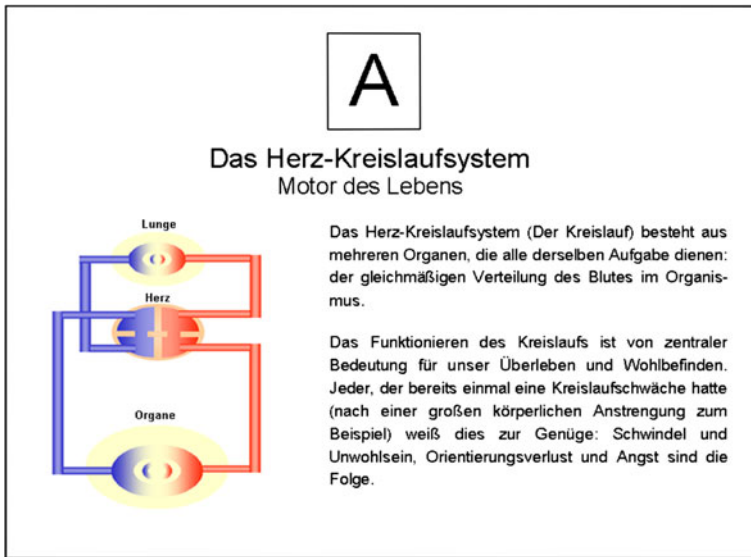 A
Das Herz-Kreislaufsystem
Motor des Lebens
Lunge
Herz
Organe
Das Herz-Kreislaufsystem (Der Kreislauf) besteht aus
mehreren Organen, die alle derselben Aufgabe dienen:
der gleichmäßigen Verteilung des Blutes im Organis-
mus.
Das Funktionieren des Kreislaufs ist von zentraler
Bedeutung für unser Überleben und Wohlbefinden.
Jeder, der bereits einmal eine Kreislaufschwäche hatte
(nach einer großen körperlichen Anstrengung zum
Beispiel) weiß dies zur Genüge: Schwindel und
Unwohlsein, Orientierungsverlust und Angst sind die
Folge.